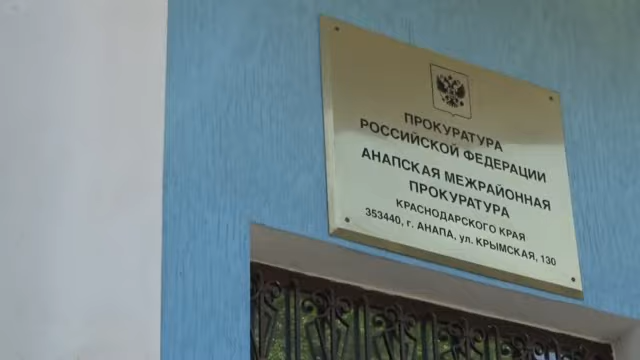 ПРОКУРАТУРА
РОССИЙСКОЙ ФЕДЕРАЦИИ
АНАПСКАЯ МЕЖРАЙОННАЯ
ПРОКУРАТУРА
КРАСНОДАРСКОГО КРАЯ
353440, г. АНАПА, ул. КРЫМСКАЯ, 130